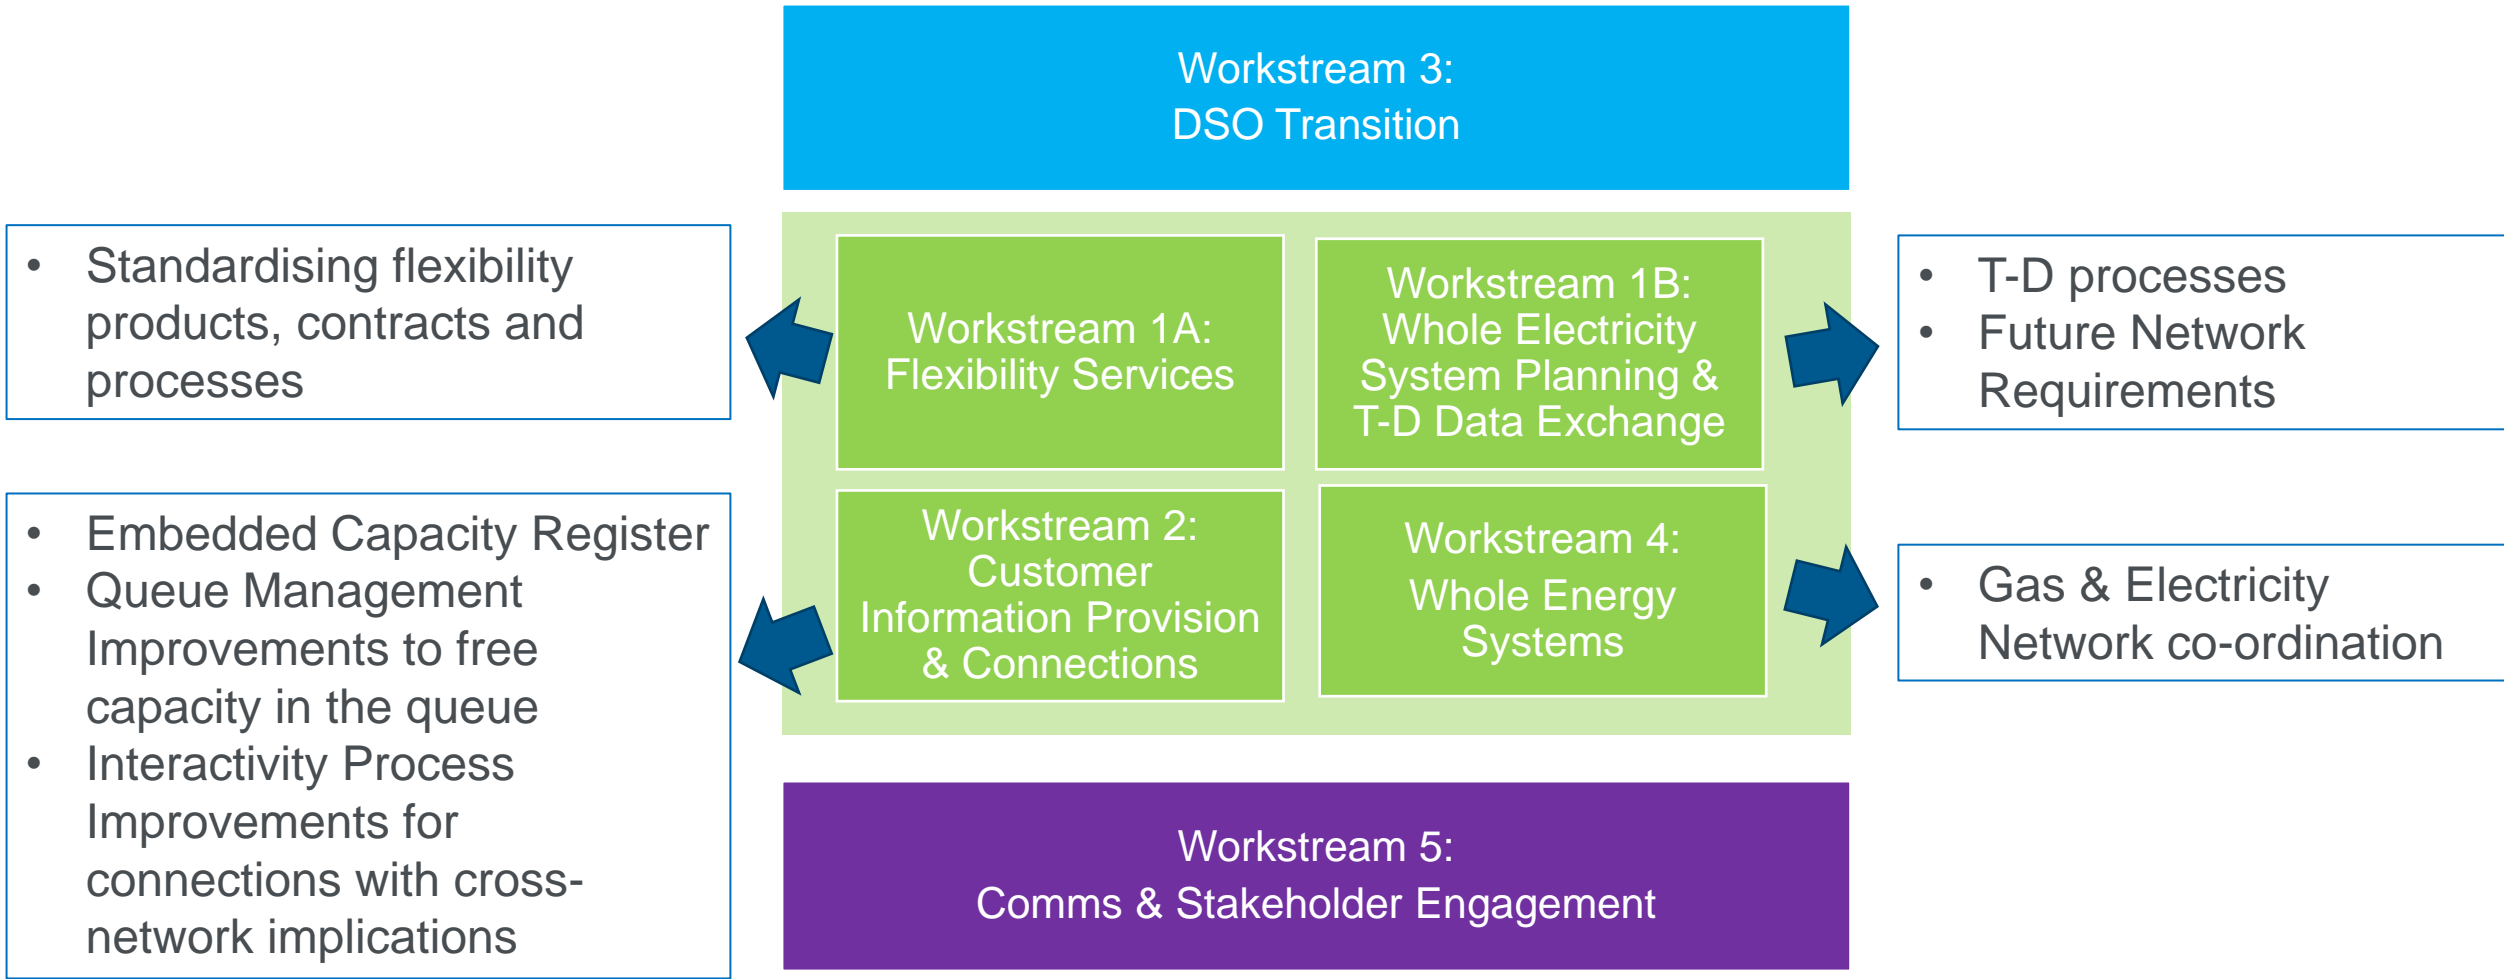 Workstream 3:
DSO Transition
• Standardising flexibility
products, contracts and
processes
Workstream 1A:
Flexibility Services
Workstream 1B:
Whole Electricity
System Planning &
T-D Data Exchange
• T-D processes
• Future Network
Requirements
• Embedded Capacity Register
• Queue Management
Improvements to free
capacity in the queue
• Interactivity Process
Improvements for
connections with cross-
network implications
Workstream 2:
Customer
Information Provision
& Connections
Workstream 4:
Whole Energy
Systems
• Gas & Electricity
Network co-ordination
Workstream 5:
Comms & Stakeholder Engagement